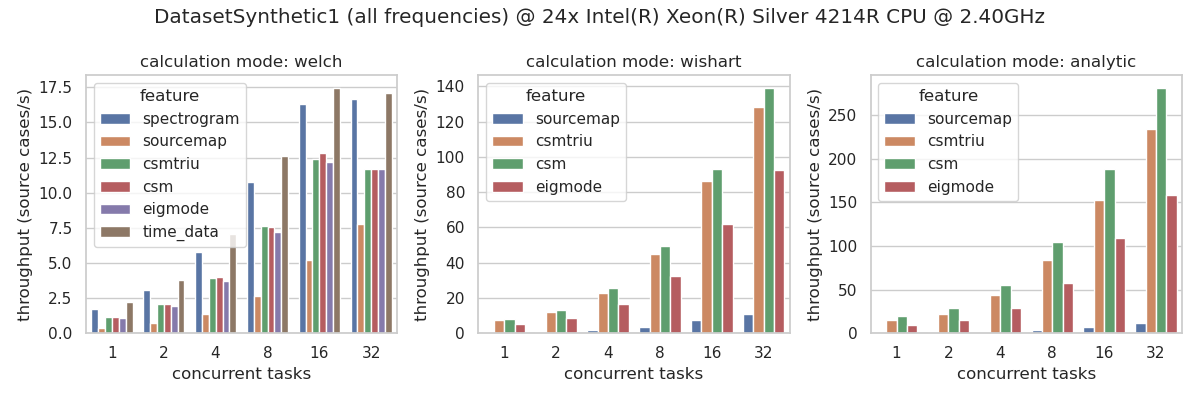 DatasetSynthetic1 (all frequencies) @ 24x Intel(R) Xeon(R) Silver 4214R CPU @ 2.40GHz
calculation mode: welch
throughput (source cases/s)
17.5
15.0
12.5
10.0
7.5
5.0
2.5
0.0
feature
spectrogram
sourcemap
csmtriu
csm
eigmode
time_data
1 2 4 8 16 32
concurrent tasks
calculation mode: wishart
throughput (source cases/s)
140
120
100
80
60
40
20
0
feature
sourcemap
csmtriu
csm
eigmode
1 2 4 8 16 32
concurrent tasks
calculation mode: analytic
throughput (source cases/s)
250
200
150
100
50
0
feature
sourcemap
csmtriu
csm
eigmode
1 2 4 8 16 32
concurrent tasks